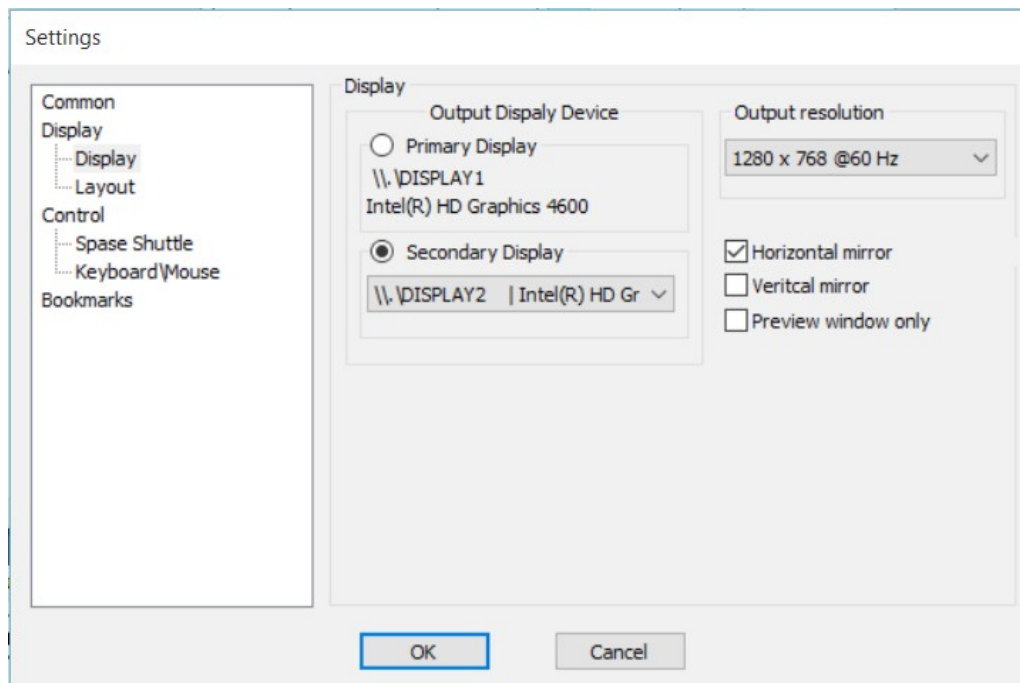 Settings
Common
Display
Display
Layout
Control
Spase Shuttle
Keyboard\Mouse
Bookmarks
Display
Output Dispaly Device
Primary Display
\\.\DISPLAY1
Intel(R) HD Graphics 4600
Secondary Display
\\.\DISPLAY2 | Intel(R) HD Gr
Output resolution
1280 x 768 @60 Hz
Horizontal mirror
Veritcal mirror
Preview window only
OK
Cancel